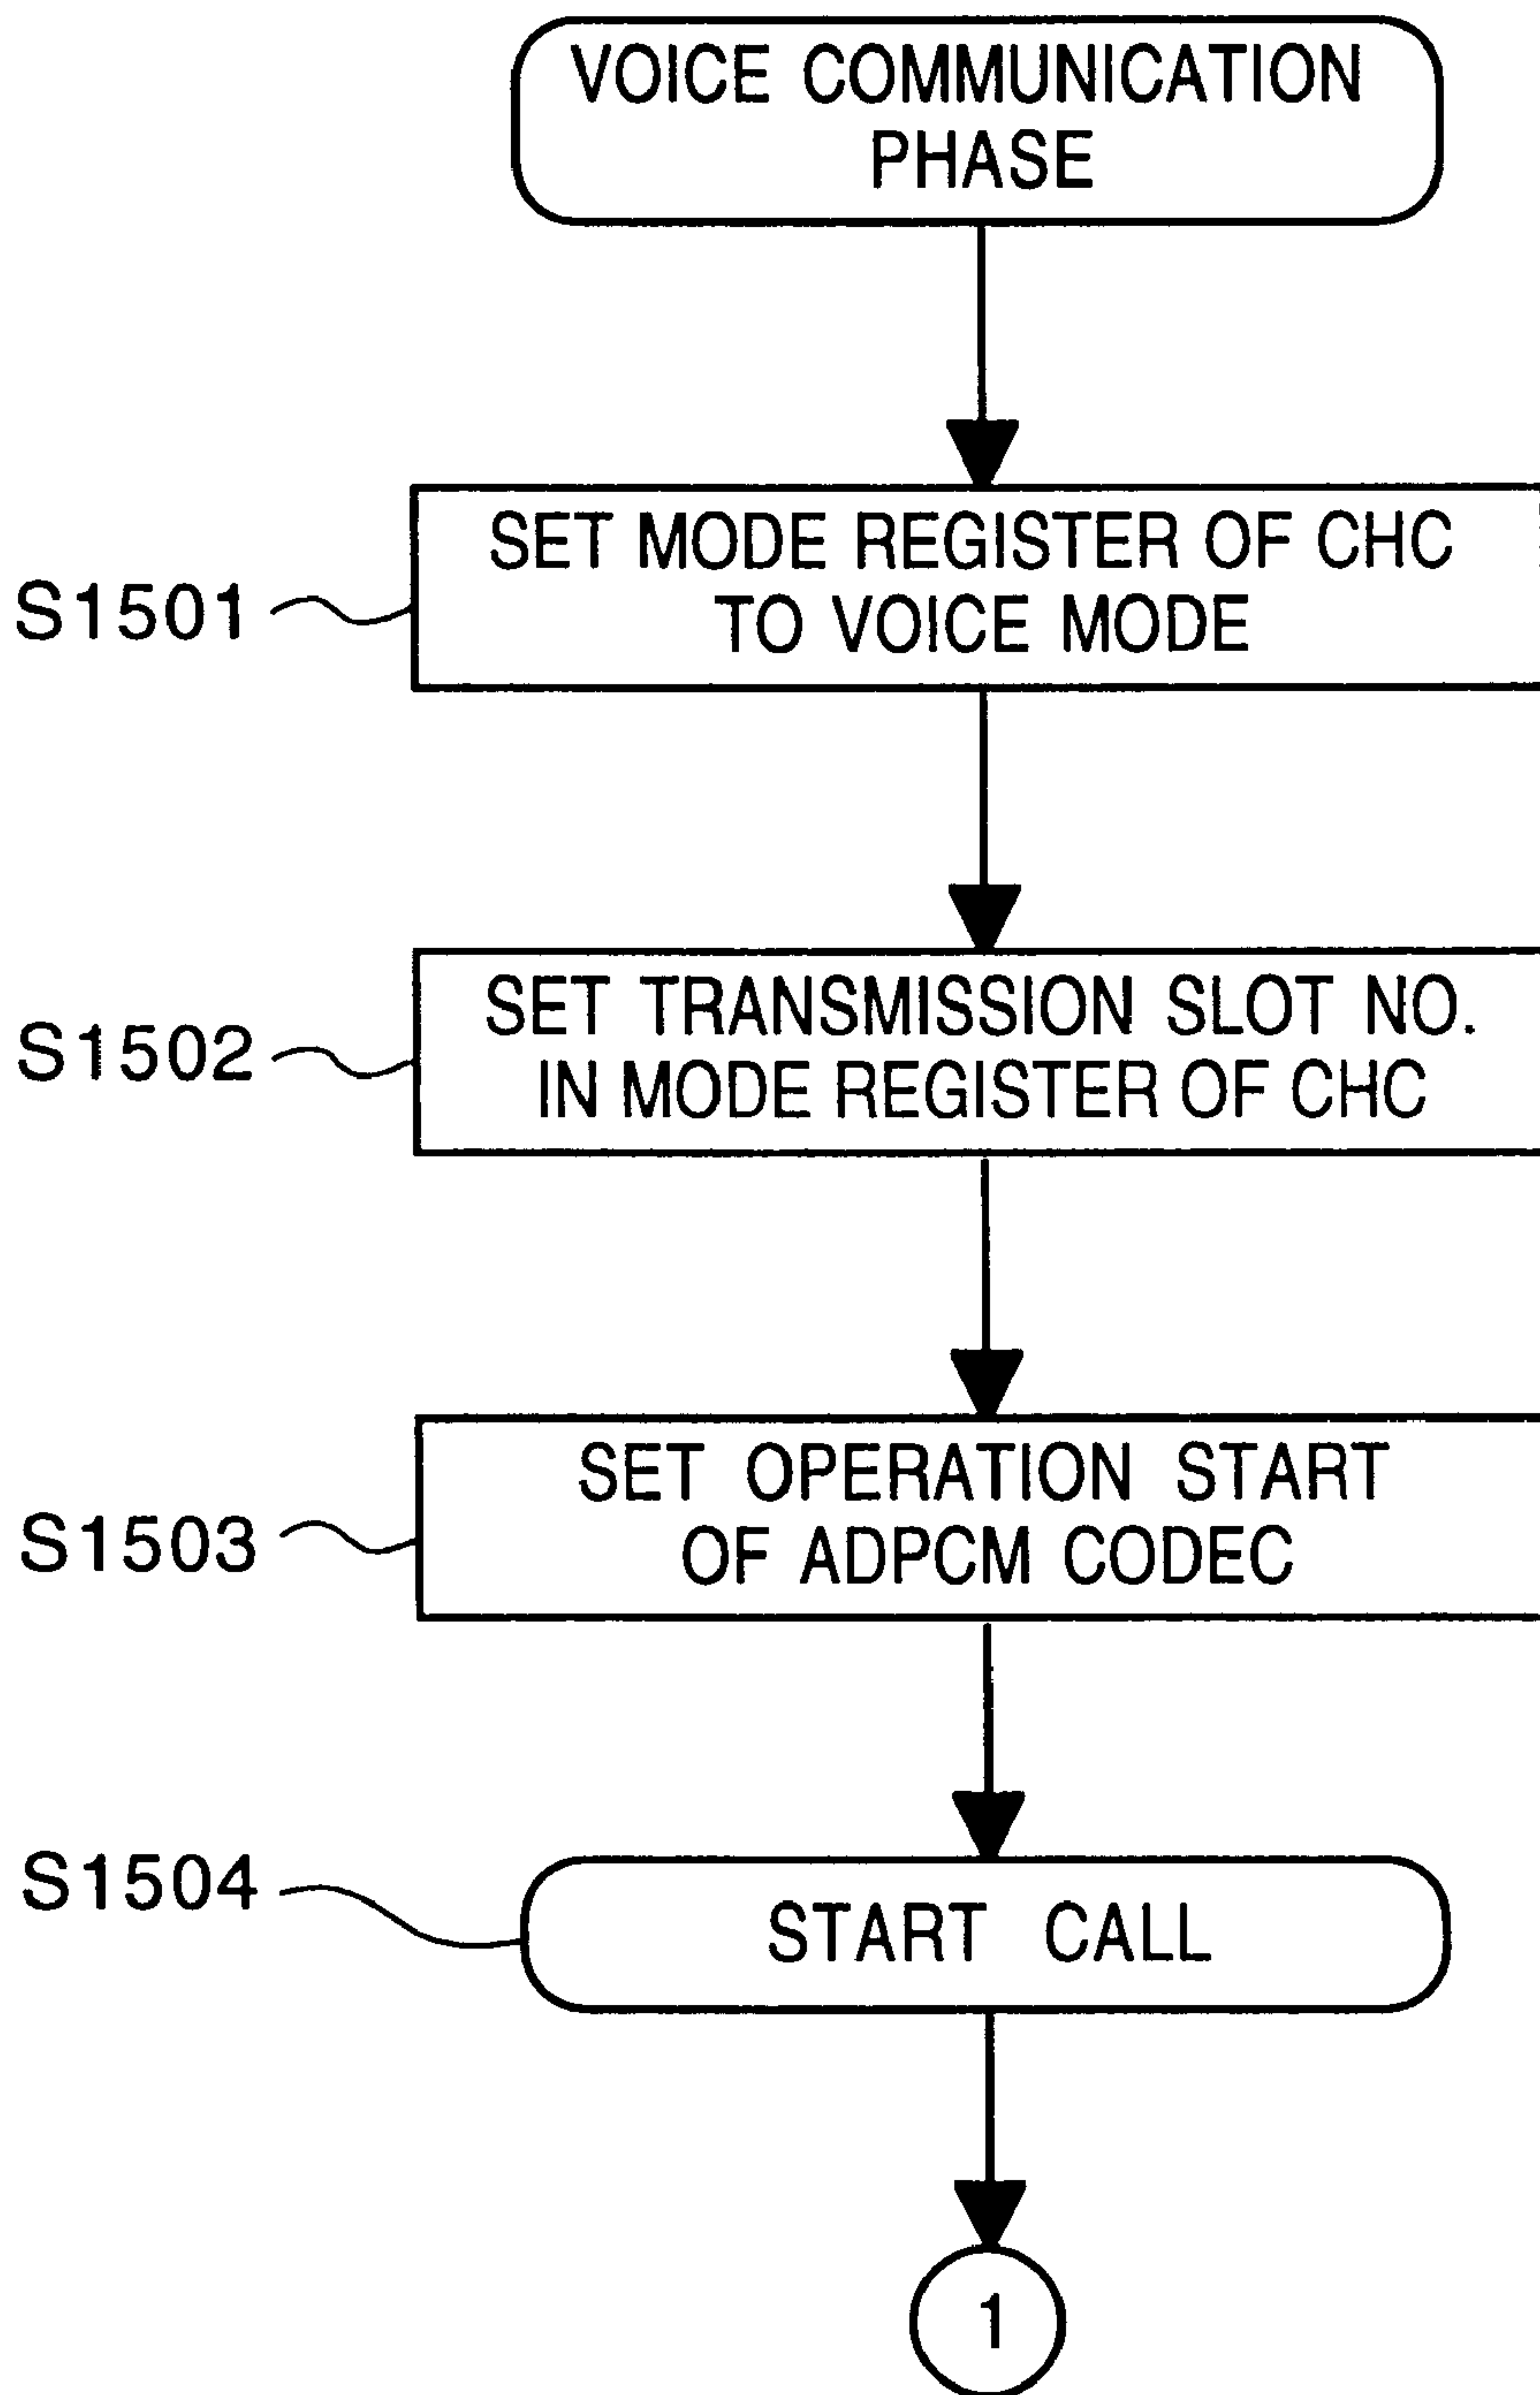 VOICE COMMUNICATION
PHASE
S1501
SET MODE REGISTER OF CHC
TO VOICE MODE
S1502
SET TRANSMISSION SLOT NO.
IN MODE REGISTER OF CHC
S1503
SET OPERATION START
OF ADPCM CODEC
S1504
START CALL
1